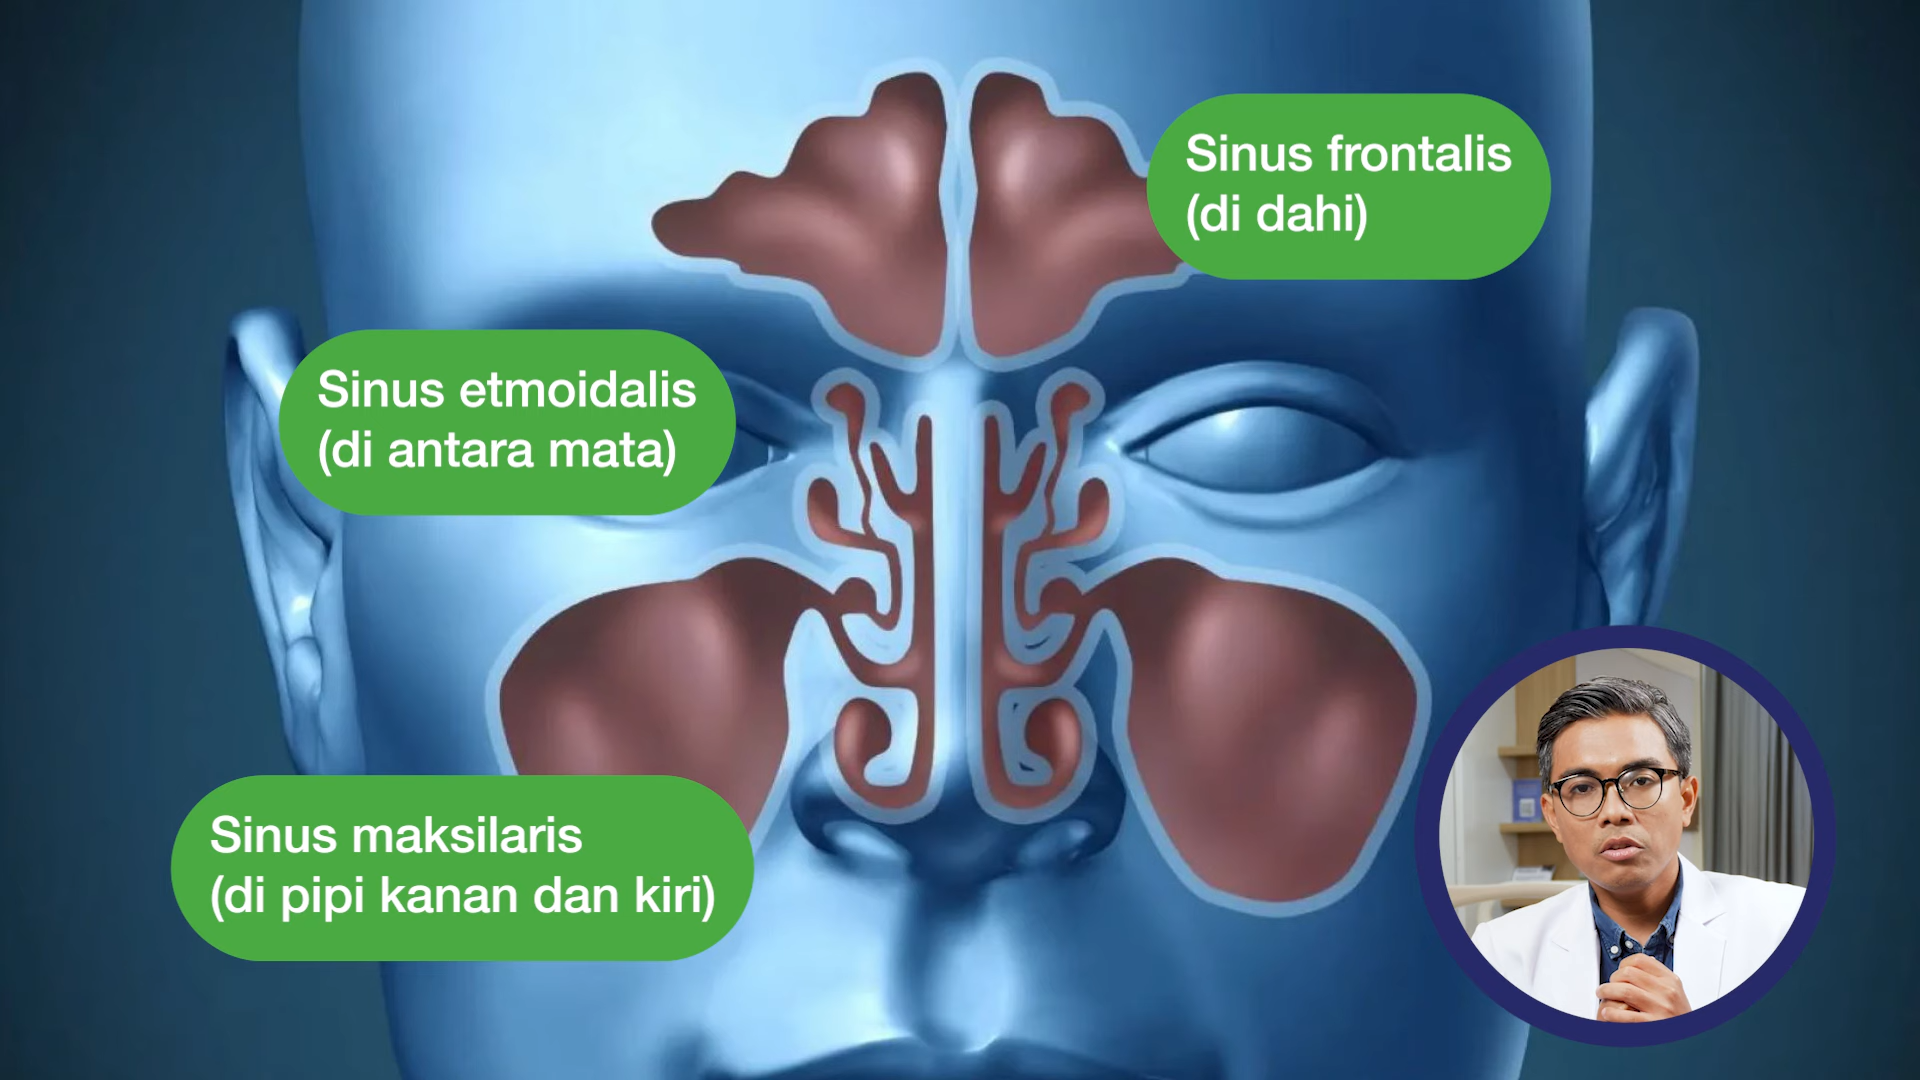 Sinus frontalis
(di dahi)
Sinus etmoidalis
(di antara mata)
Sinus maksilaris
(di pipi kanan dan kiri)